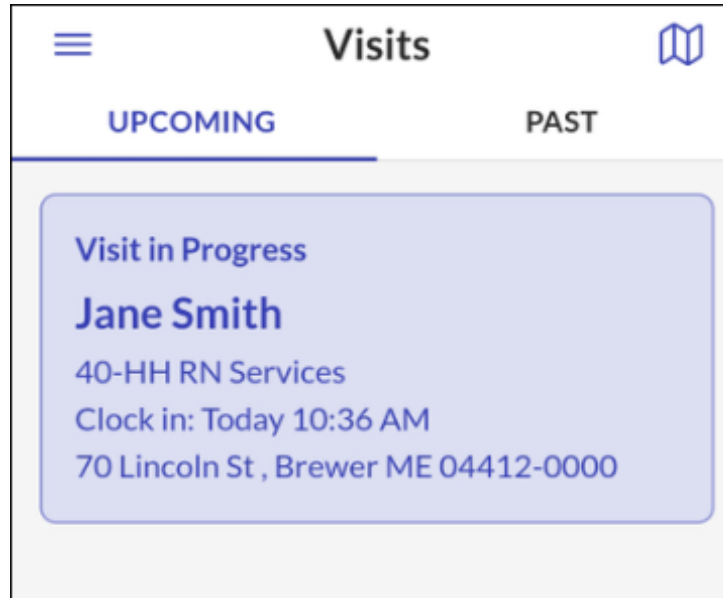 Visits
UPCOMING PAST
Visit in Progress
Jane Smith
40-HH RN Services
Clock in: Today 10:36 AM
70 Lincoln St , Brewer ME 04412-0000